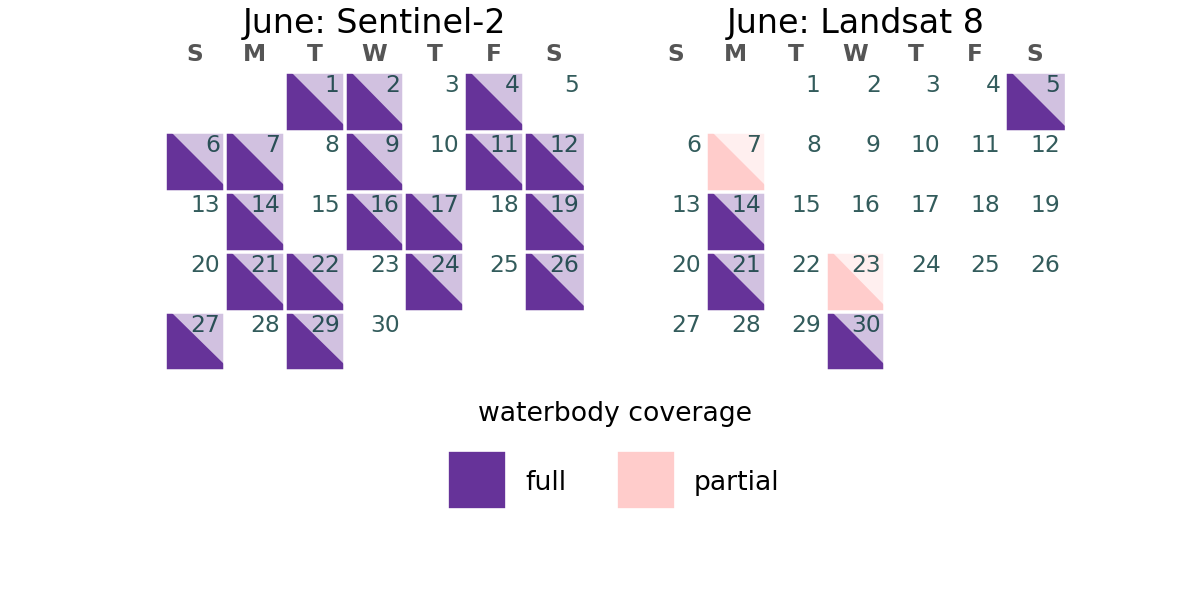 June: Sentinel-2
S M T W T F S
1 2 3 4 5
6 7 8 9 10 11 12
13 14 15 16 17 18 19
20 21 22 23 24 25 26
27 28 29 30
June: Landsat 8
S M T W T F S
1 2 3 4 5
6 7 8 9 10 11 12
13 14 15 16 17 18 19
20 21 22 23 24 25 26
27 28 29 30
waterbody coverage
full partial